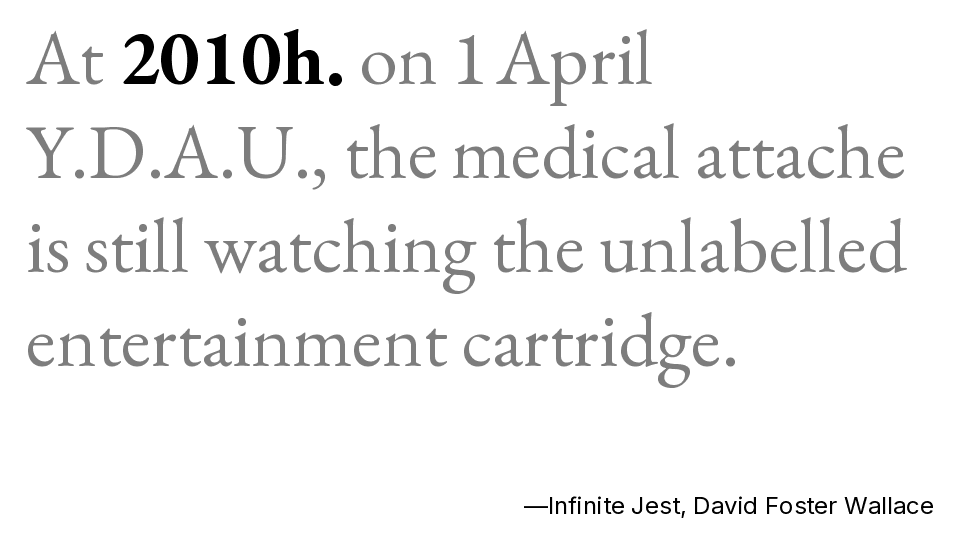 At 2010h. on 1 April
Y.D.A.U., the medical attache
is still watching the unlabelled
entertainment cartridge.
—Infinite Jest, David Foster Wallace